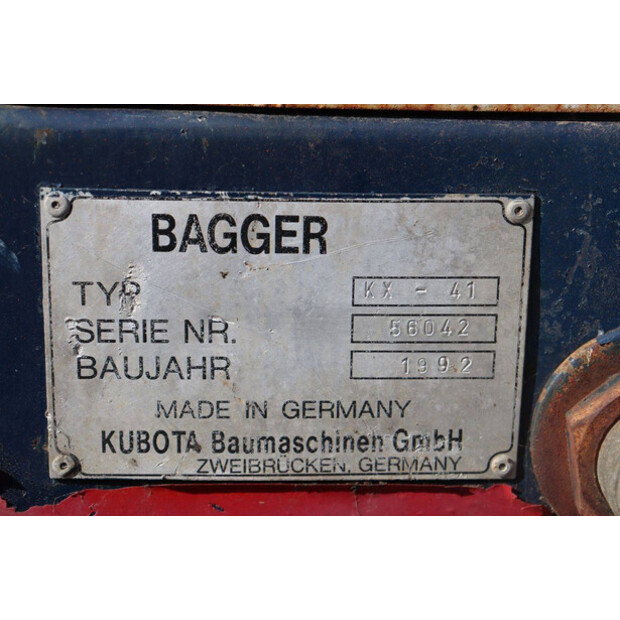 BAGGER
TYP KX - 41
SERIE NR. 56042
BAUJAHR 1992
MADE IN GERMANY
KUBOTA Baumaschinen GmbH
ZWEIBRÜCKEN, GERMANY